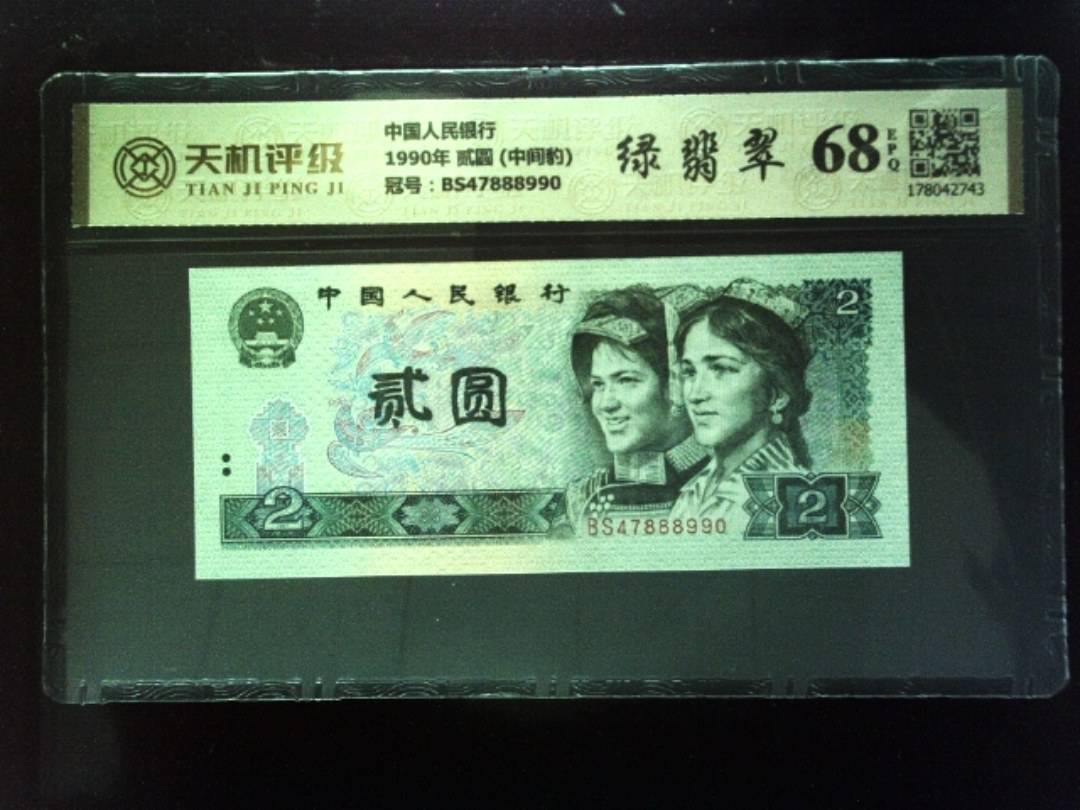 天机评级
TIAN JI PING JI
中国人民银行
1990年 贰圆 (中间豹)
冠号：BS47888990
绿翡翠
68
EPQ
178042743
中国人民银行
2
贰圆
2
2
BS47888990